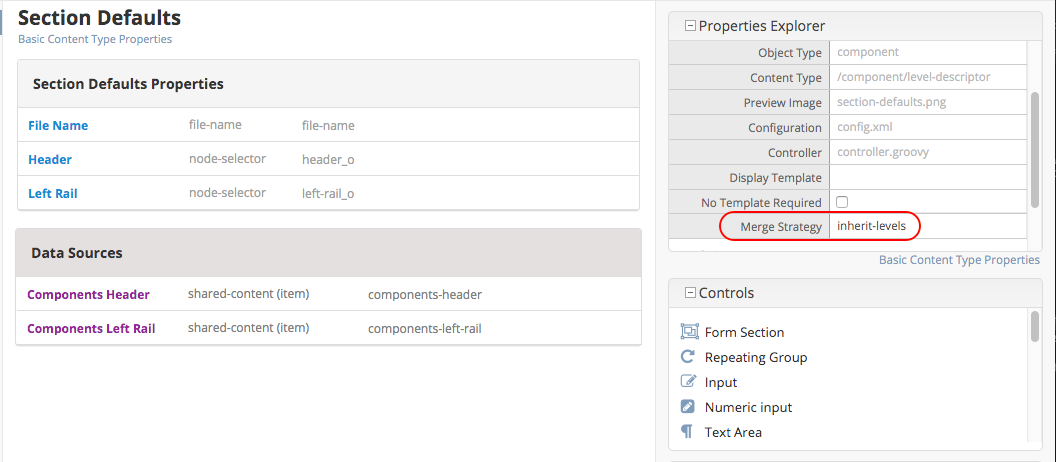 Section Defaults
Basic Content Type Properties
Section Defaults Properties
File Name file-name file-name
Header node-selector header_o
Left Rail node-selector left-rail_o
Data Sources
Components Header shared-content (item) components-header
Components Left Rail shared-content (item) components-left-rail
Properties Explorer
Object Type component
Content Type /component/level-descriptor
Preview Image section-defaults.png
Configuration config.xml
Controller controller.groovy
Display Template
No Template Required
Merge Strategy inherit-levels
Basic Content Type Properties
Controls
Form Section
Repeating Group
Input
Numeric input
Text Area